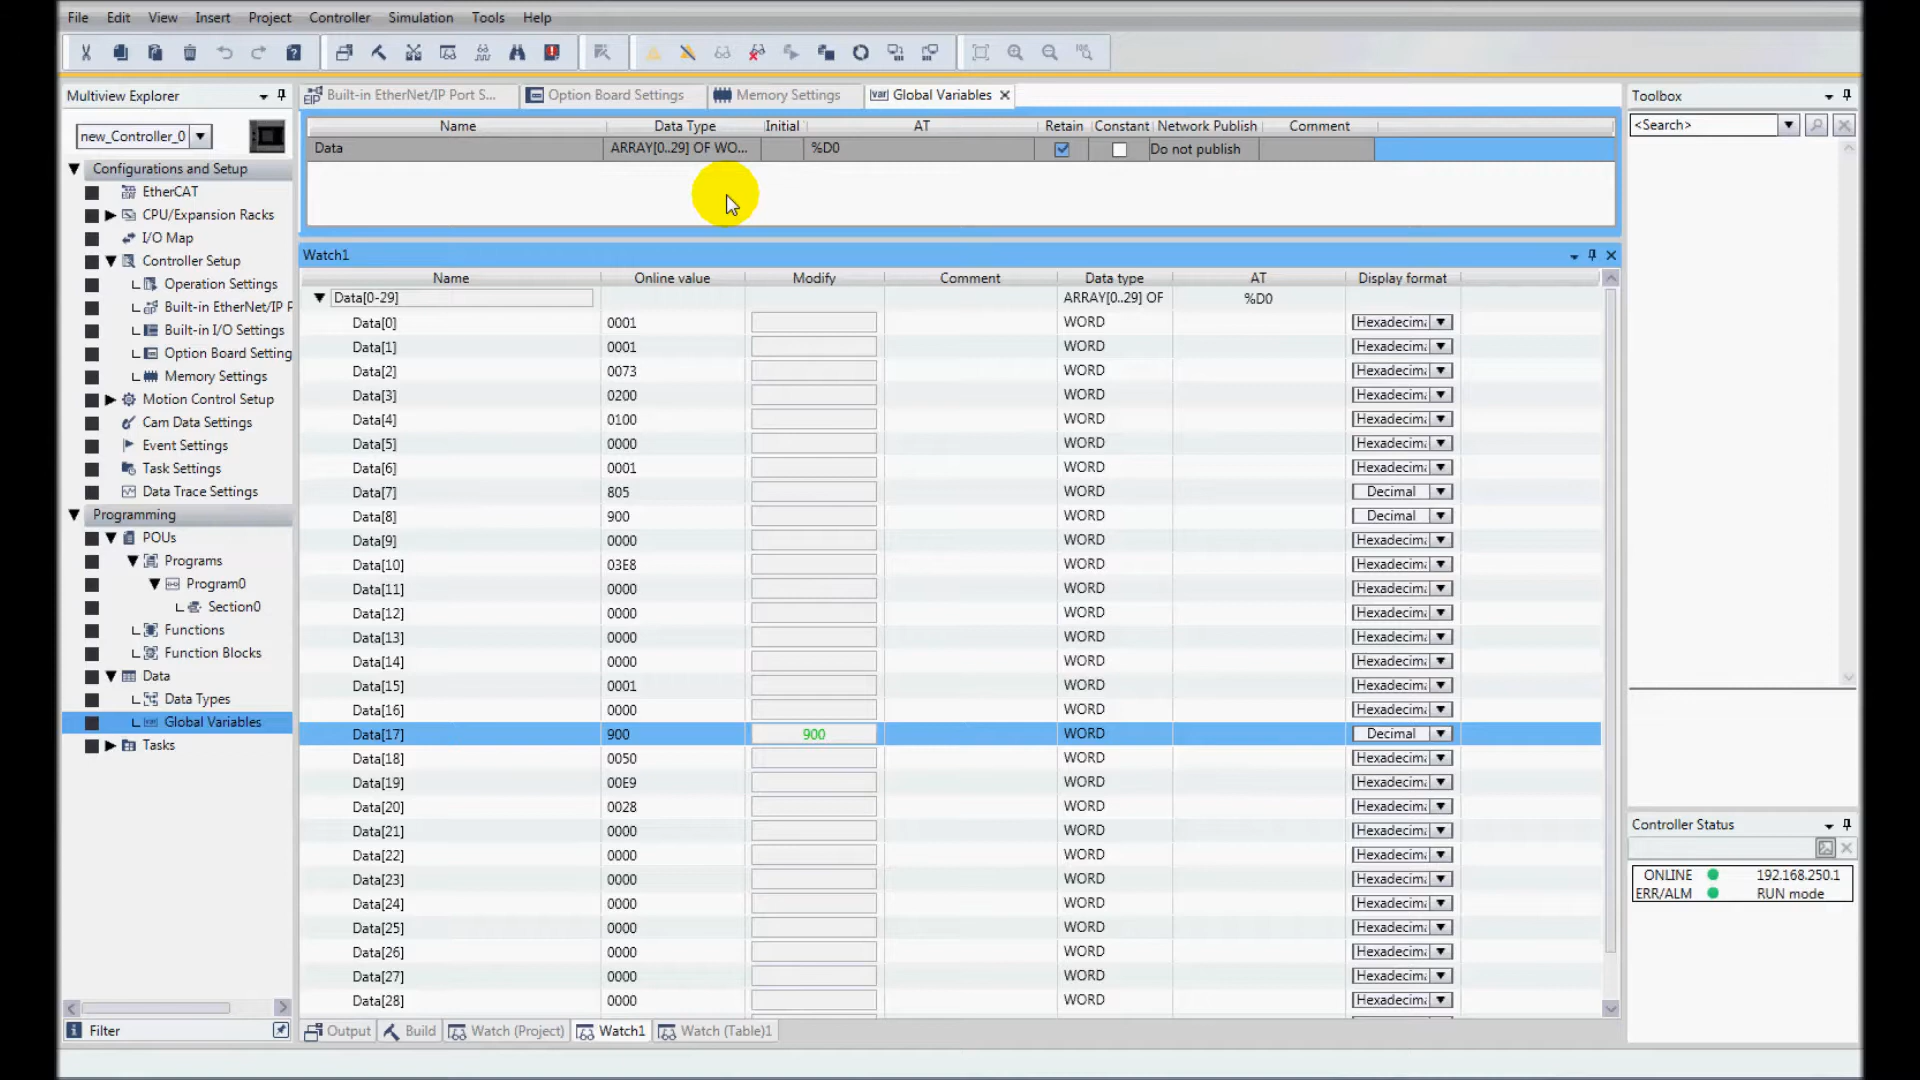 File Edit View Insert Project Controller Simulation Tools Help
Multiview Explorer
new_Controller_0
Configurations and Setup
EtherCAT
CPU/Expansion Racks
I/O Map
Controller Setup
Operation Settings
Built-in EtherNet/IP P
Built-in I/O Settings
Option Board Setting
Memory Settings
Motion Control Setup
Cam Data Settings
Event Settings
Task Settings
Data Trace Settings
Programming
POUs
Programs
Program0
Section0
Functions
Function Blocks
Data
Data Types
Global Variables
Tasks
Filter
Built-in EtherNet/IP Port S... Option Board Settings Memory Settings Global Variables
Name Data Type Initial AT Retain Constant Network Publish Comment
Data ARRAY[0..29] OF WO... %D0 Do not publish
Watch1
Name Online value Modify Comment Data type AT Display format
Data[0-29] ARRAY[0..29] OF %D0
Data[0] 0001 WORD Hexadecim
Data[1] 0001 WORD Hexadecim
Data[2] 0073 WORD Hexadecim
Data[3] 0200 WORD Hexadecim
Data[4] 0100 WORD Hexadecim
Data[5] 0000 WORD Hexadecim
Data[6] 0001 WORD Hexadecim
Data[7] 805 WORD Decimal
Data[8] 900 WORD Decimal
Data[9] 0000 WORD Hexadecim
Data[10] 03E8 WORD Hexadecim
Data[11] 0000 WORD Hexadecim
Data[12] 0000 WORD Hexadecim
Data[13] 0000 WORD Hexadecim
Data[14] 0000 WORD Hexadecim
Data[15] 0001 WORD Hexadecim
Data[16] 0000 WORD Hexadecim
Data[17] 900 900 WORD Decimal
Data[18] 0050 WORD Hexadecim
Data[19] 00E9 WORD Hexadecim
Data[20] 0028 WORD Hexadecim
Data[21] 0000 WORD Hexadecim
Data[22] 0000 WORD Hexadecim
Data[23] 0000 WORD Hexadecim
Data[24] 0000 WORD Hexadecim
Data[25] 0000 WORD Hexadecim
Data[26] 0000 WORD Hexadecim
Data[27] 0000 WORD Hexadecim
Data[28] 0000 WORD Hexadecim
Output Build Watch (Project) Watch1 Watch (Table)1
Toolbox
<Search>
Controller Status
ONLINE 192.168.250.1
ERR/ALM RUN mode